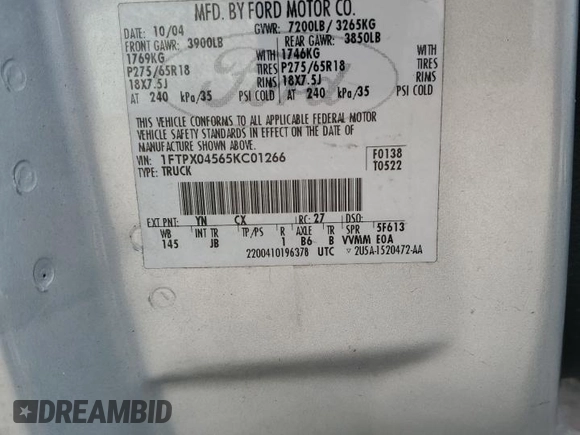 MFD. BY FORD MOTOR CO.
DATE: 10/04 GVWR: 7200LB/ 3265KG
FRONT GAWR: 3900LB REAR GAWR: 3850LB
1769KG WITH 1746KG WITH
P275/65R18 TIRES P275/65R18 TIRES
18X7.5J RIMS 18X7.5J RIMS
AT 240 kPa/35 PSI COLD AT 240 kPa/35 PSI COLD
Ford
THIS VEHICLE CONFORMS TO ALL APPLICABLE FEDERAL MOTOR
VEHICLE SAFETY STANDARDS IN EFFECT ON THE DATE OF
MANUFACTURE SHOWN ABOVE.
VIN: 1FTPX04565KC01266 F0138
TYPE: TRUCK T0522
EXT PNT: YN CX RC: 27 DSO:
WB INT TR TP/PS R AXLE TR SPR 5F613
145 JB 1 B6 B VVMM EOA
2200410196378 UTC 2U5A-1520472-AA
DREAMBID